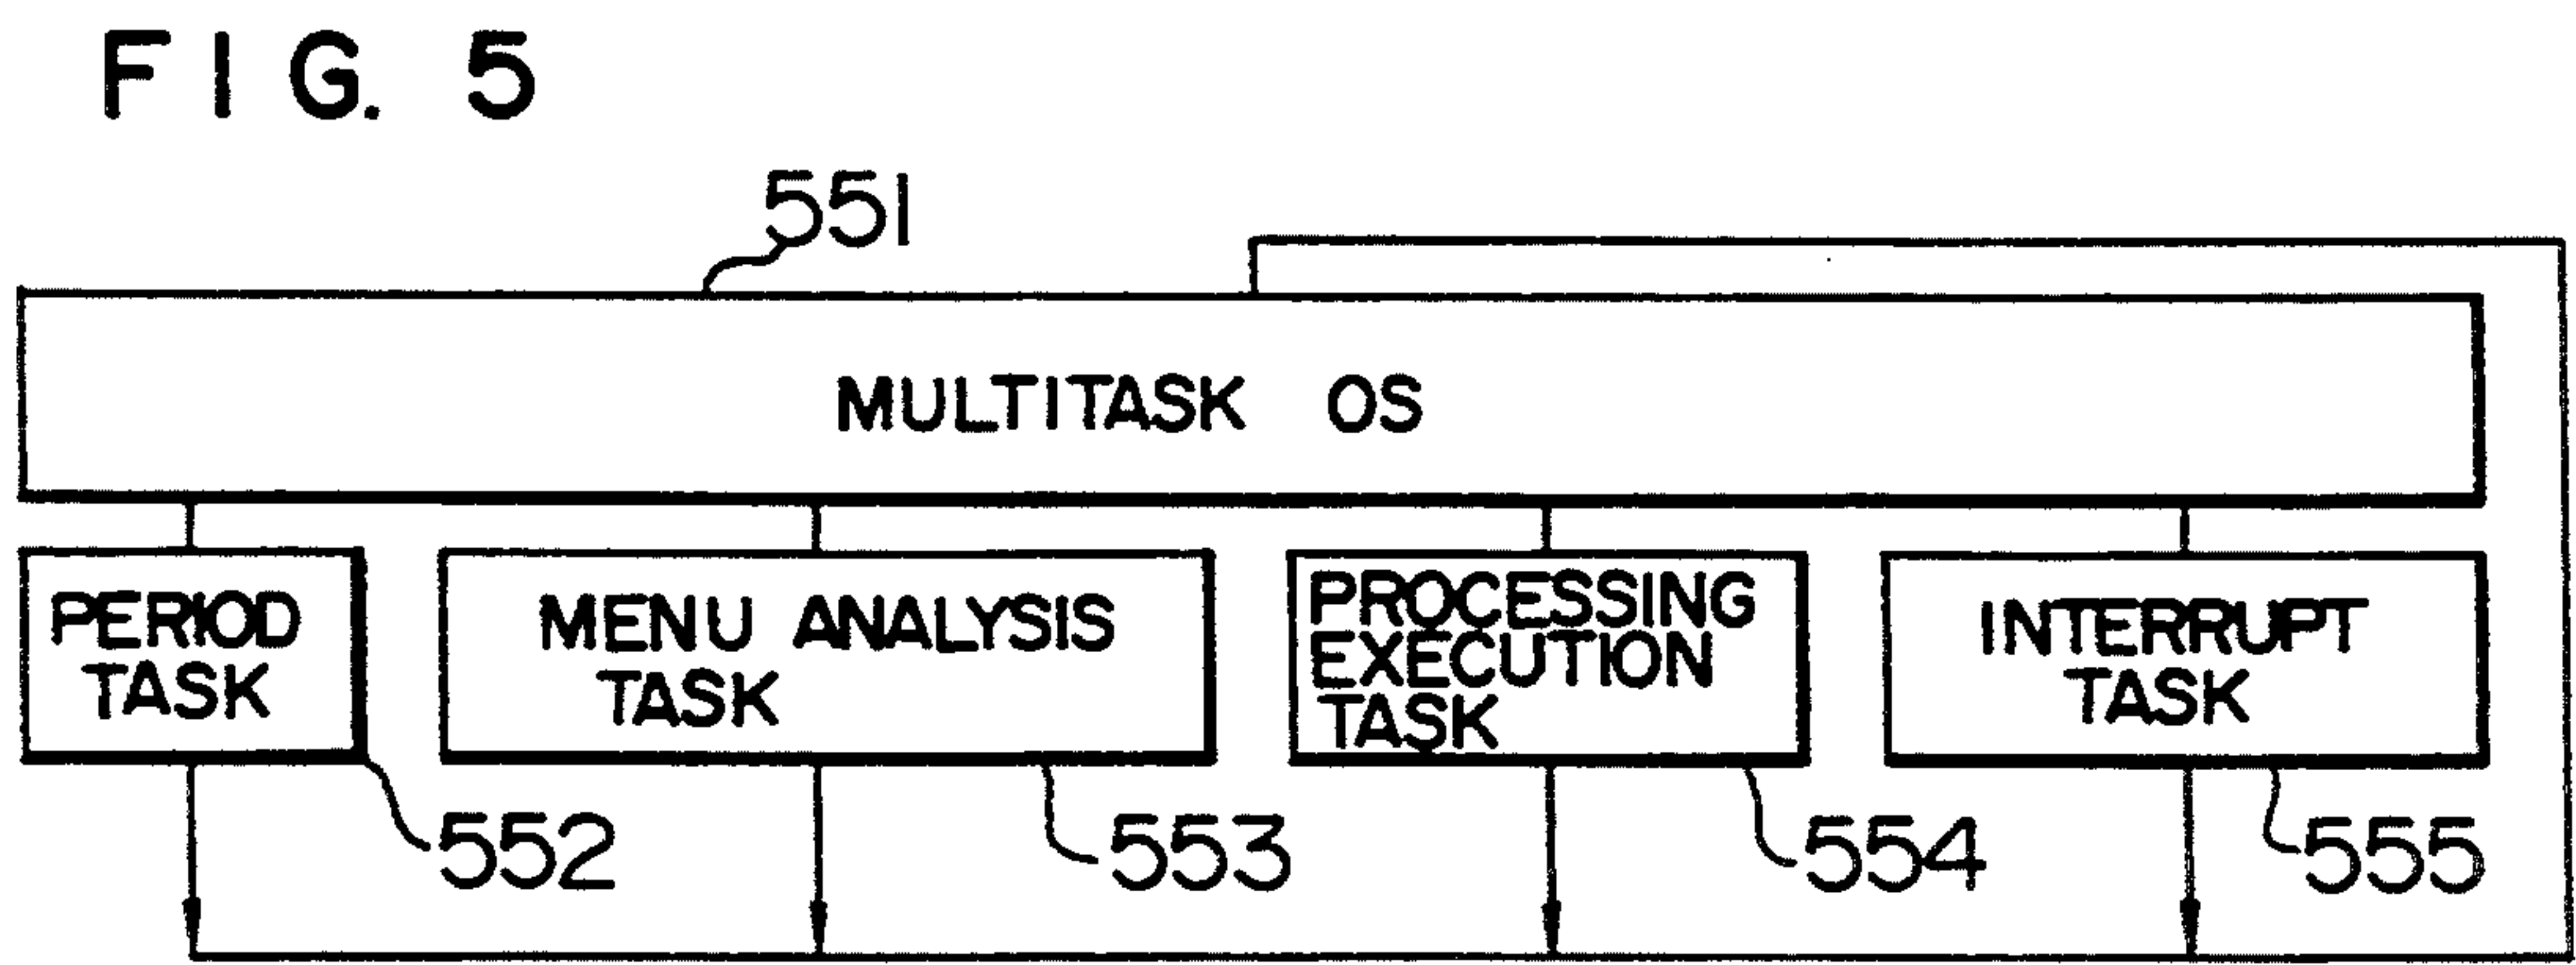 FIG. 5
551
MULTITASK OS
PERIOD
TASK
MENU ANALYSIS
TASK
PROCESSING
EXECUTION
TASK
INTERRUPT
TASK
552
553
554
555